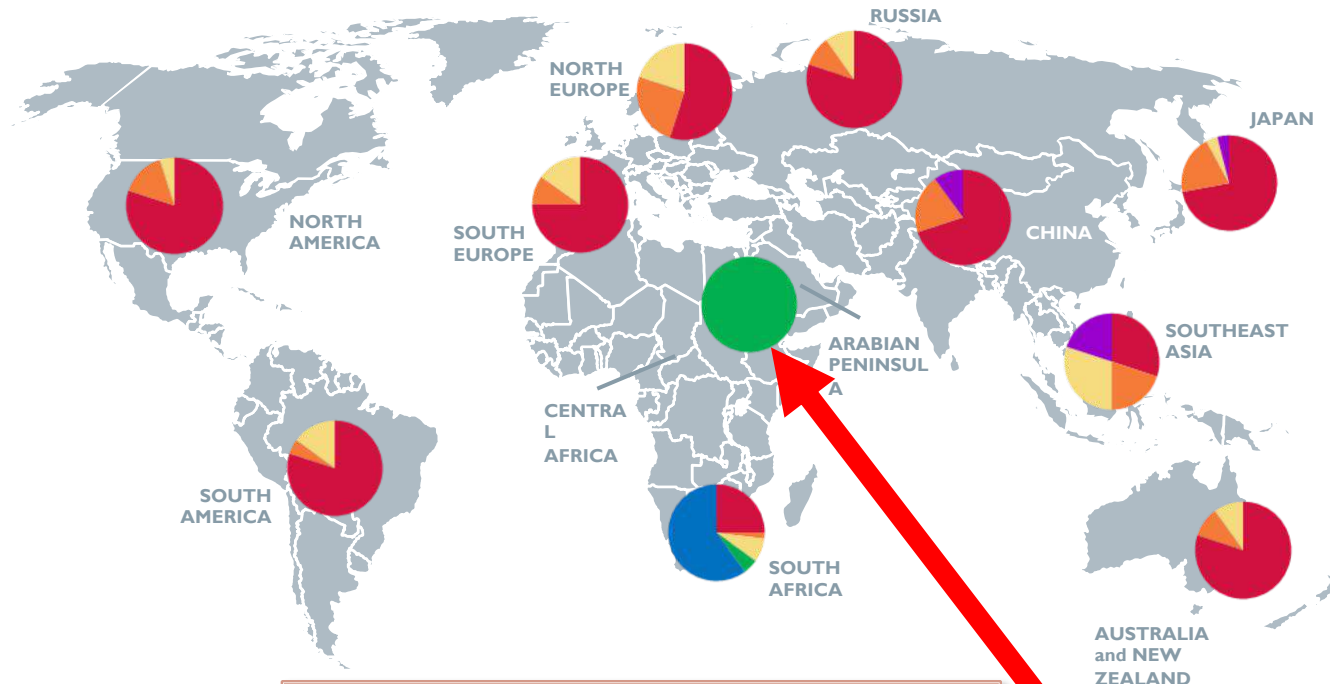 RUSSIA
NORTH
EUROPE
JAPAN
NORTH
AMERICA
SOUTH
EUROPE
CHINA
SOUTHEAST
ASIA
ARABIAN
PENINSUL
A
CENTRA
L
AFRICA
SOUTH
AMERICA
SOUTH
AFRICA
AUSTRALIA
and NEW
ZEALAND